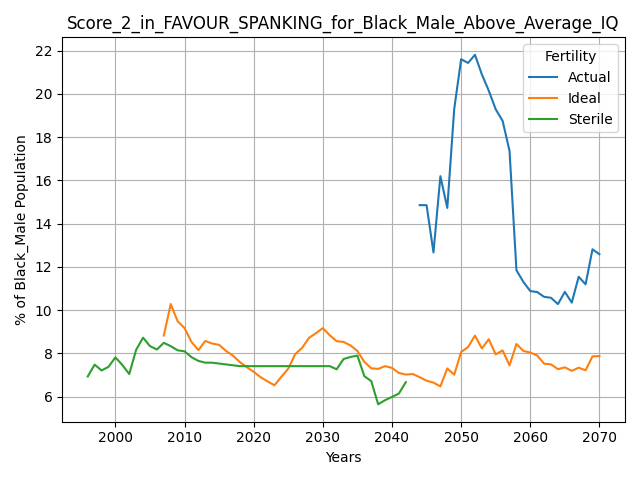 Score_2_in_FAVOUR_SPANKING_for_Black_Male_Above_Average_IQ
% of Black_Male Population
22
20
18
16
14
12
10
8
6
Fertility
Actual
Ideal
Sterile
2000 2010 2020 2030 2040 2050 2060 2070
Years